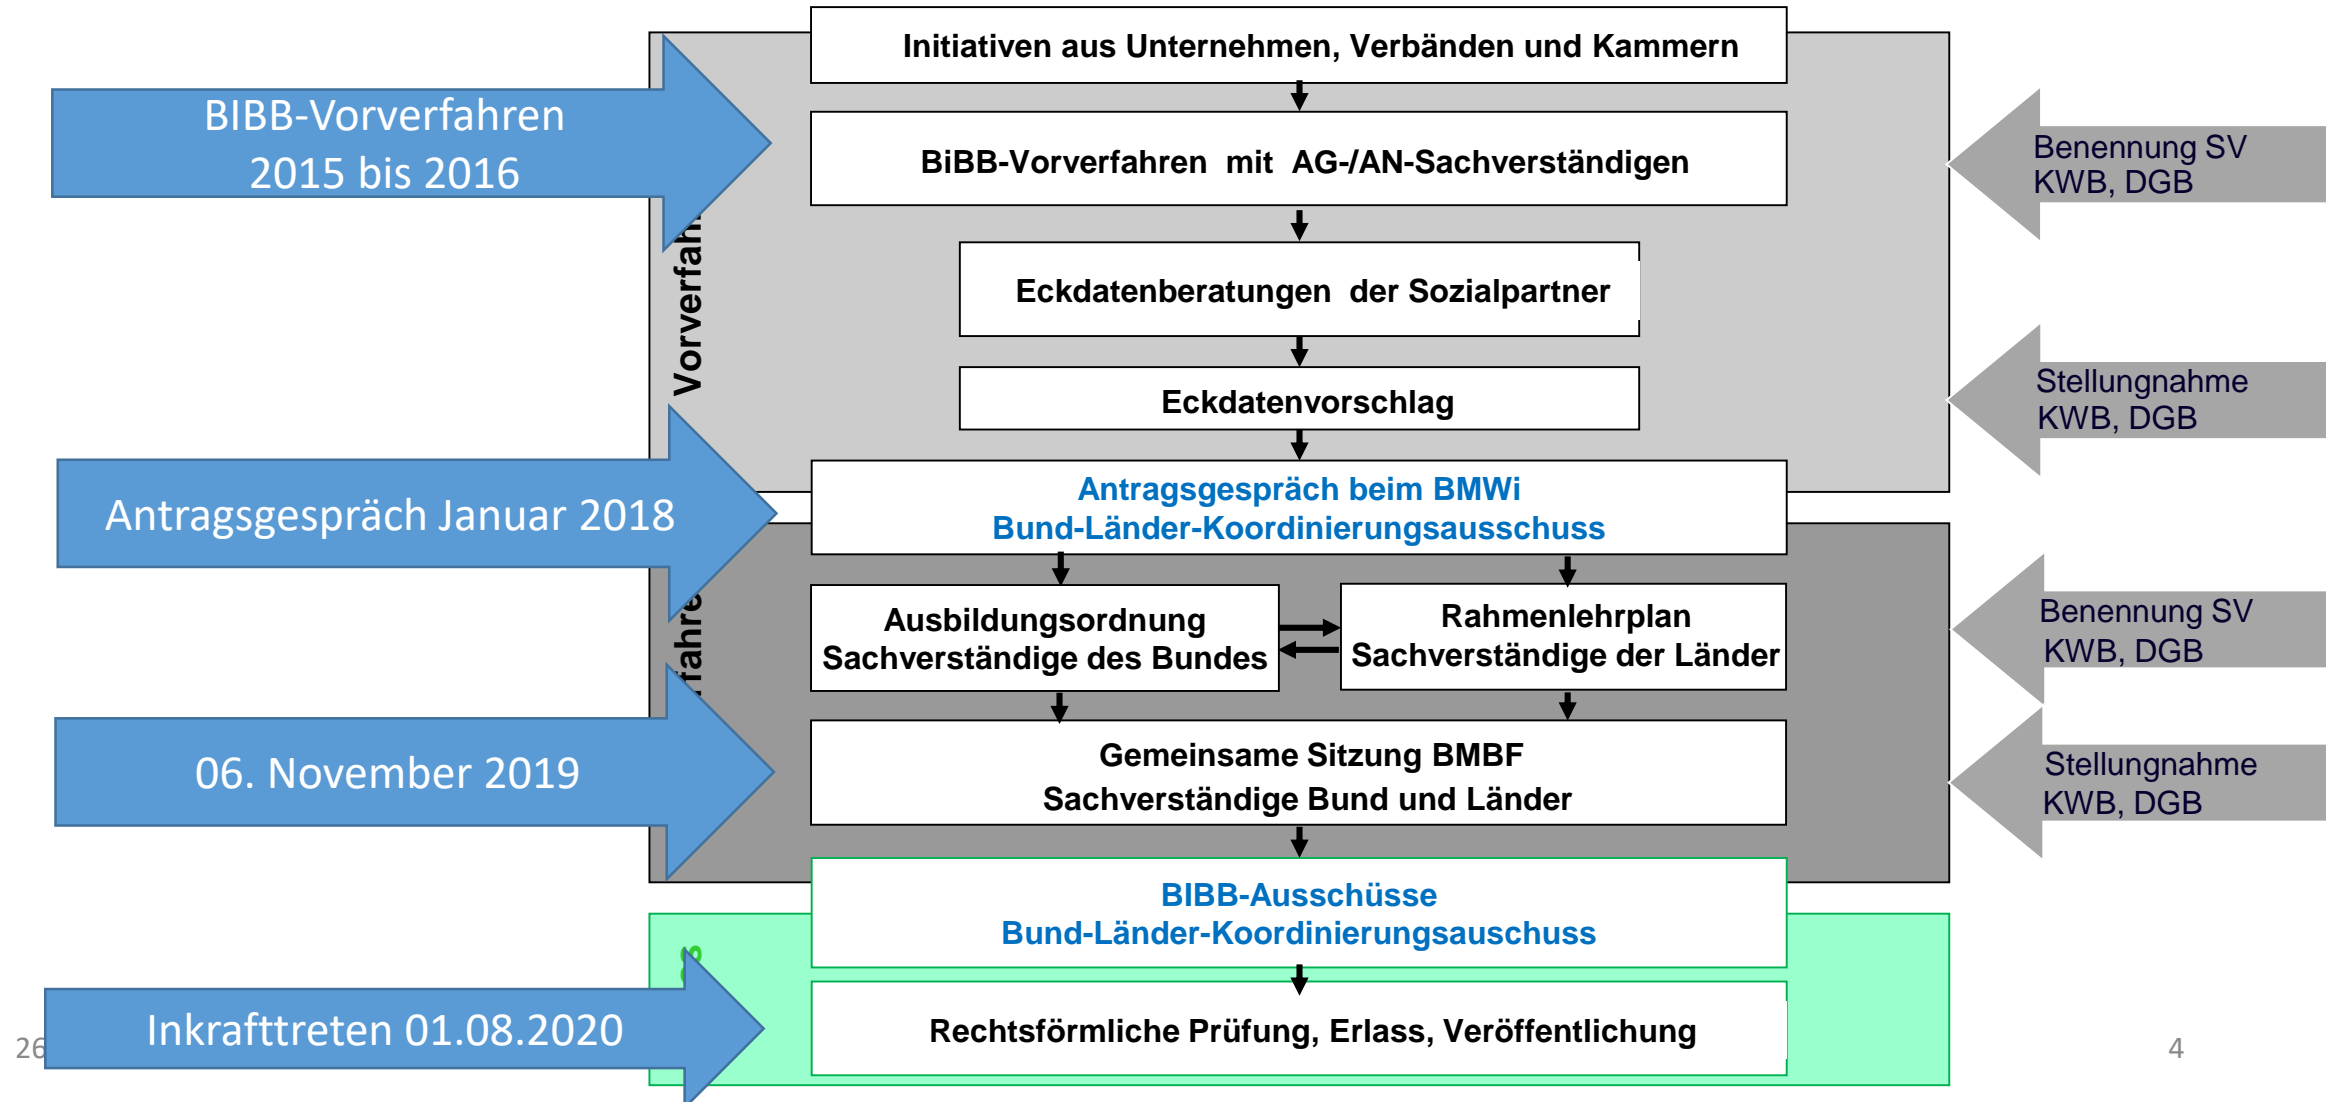 Initiativen aus Unternehmen, Verbänden und Kammern
BIBB-Vorverfahren
2015 bis 2016
BiBB-Vorverfahren mit AG-/AN-Sachverständigen
Benennung SV
KWB, DGB
Eckdatenberatungen der Sozialpartner
Eckdatenvorschlag
Stellungnahme
KWB, DGB
Antragsgespräch Januar 2018
Antragsgespräch beim BMWi
Bund-Länder-Koordinierungsausschuss
Ausbildungsordnung
Sachverständige des Bundes
Rahmenlehrplan
Sachverständige der Länder
Benennung SV
KWB, DGB
06. November 2019
Gemeinsame Sitzung BMBF
Sachverständige Bund und Länder
Stellungnahme
KWB, DGB
BIBB-Ausschüsse
Bund-Länder-Koordinierungsauschuss
Inkrafttreten 01.08.2020
Rechtsförmliche Prüfung, Erlass, Veröffentlichung
26
4